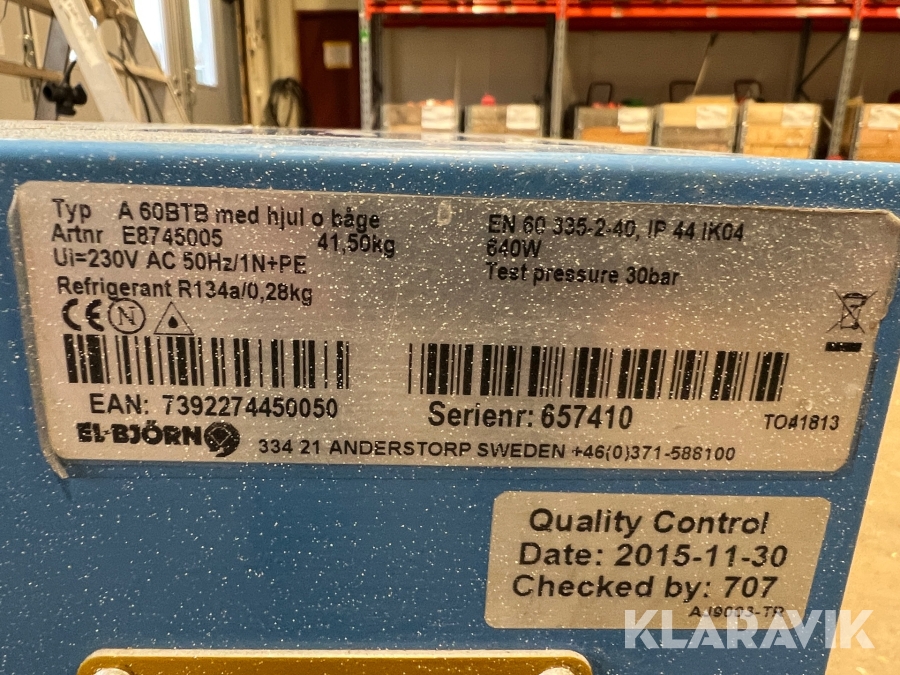 Typ A 60BTB med hjul o båge
Artnr E8745005 41,50kg
Ui=230V AC 50Hz/1N+PE
Refrigerant R134a/0,28kg
EN 60 335-2-40, IP 44 IK04
640W
Test pressure 30bar
CE N
EAN: 7392274450050
Serienr: 657410
TO41813
EL-BJÖRN
334 21 ANDERSTORP SWEDEN +46(0)371-588100
Quality Control
Date: 2015-11-30
Checked by: 707
KLARAVIK